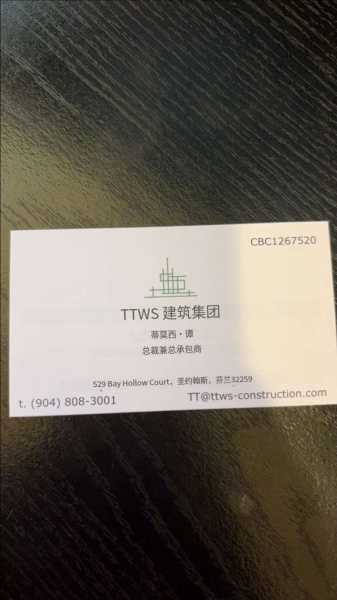 CBC1267520
TTWS 建筑集团
蒂莫西·谭
总裁兼总承包商
529 Bay Hollow Court，圣约翰斯，芬兰32259
t. (904) 808-3001
TT@ttws-construction.com